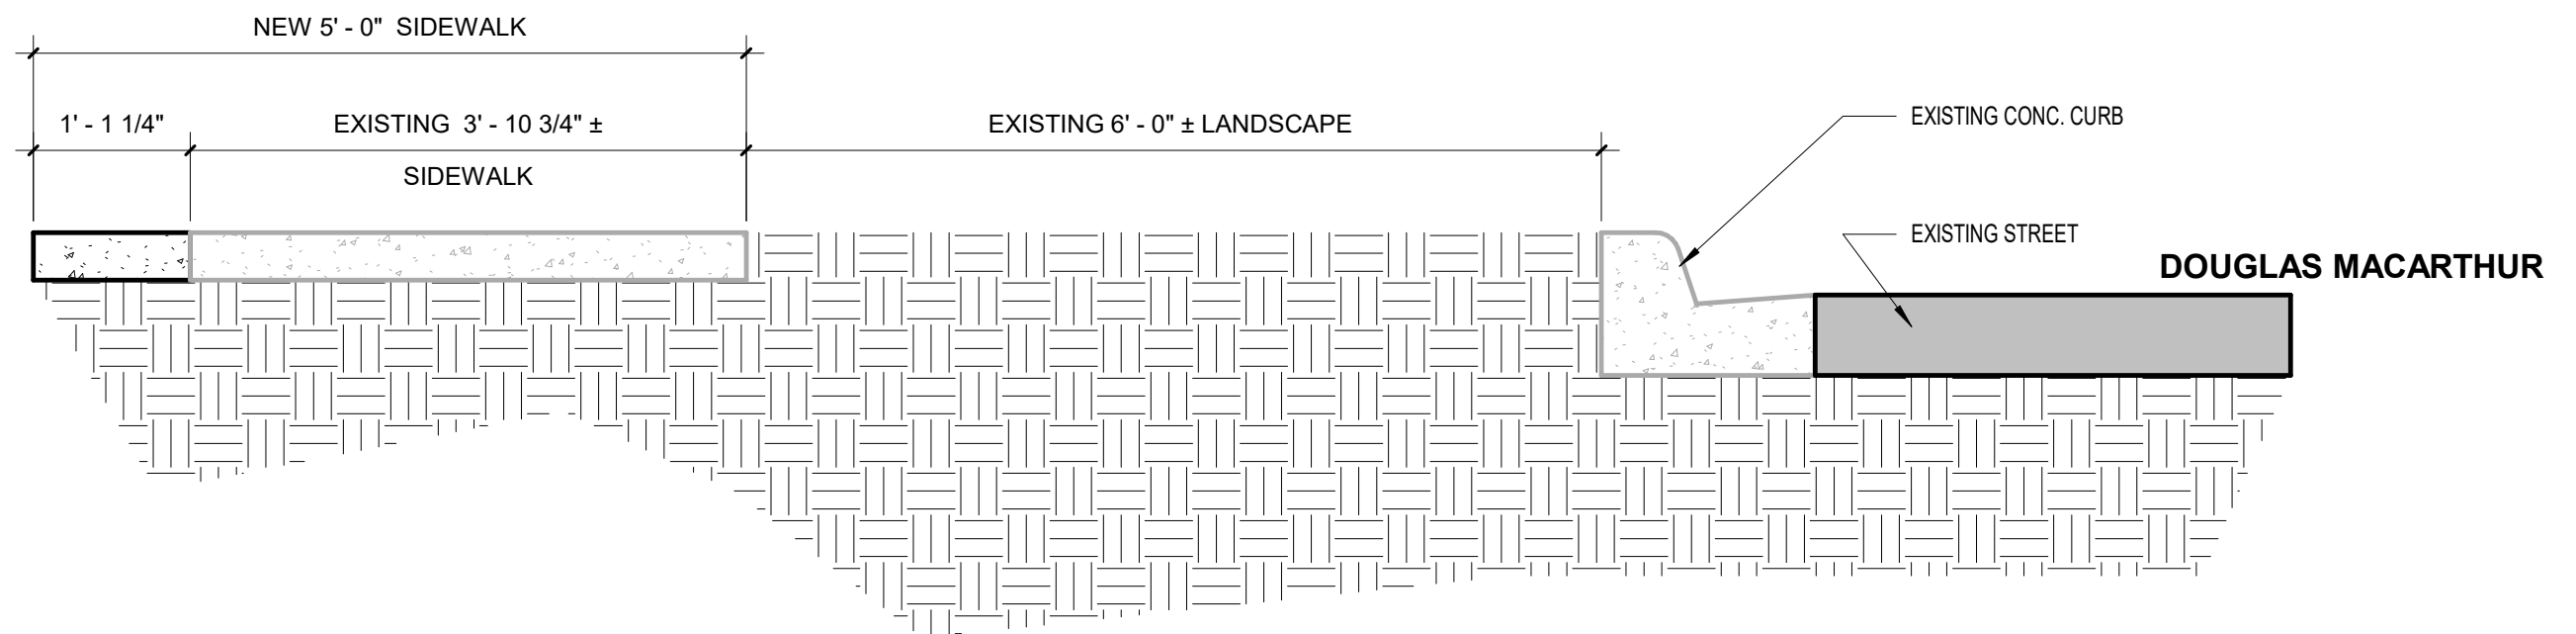 NEW 5' - 0" SIDEWALK
1' - 1 1/4"
EXISTING 3' - 10 3/4" ±
SIDEWALK
EXISTING 6' - 0" ± LANDSCAPE
EXISTING CONC. CURB
EXISTING STREET
DOUGLAS MACARTHUR